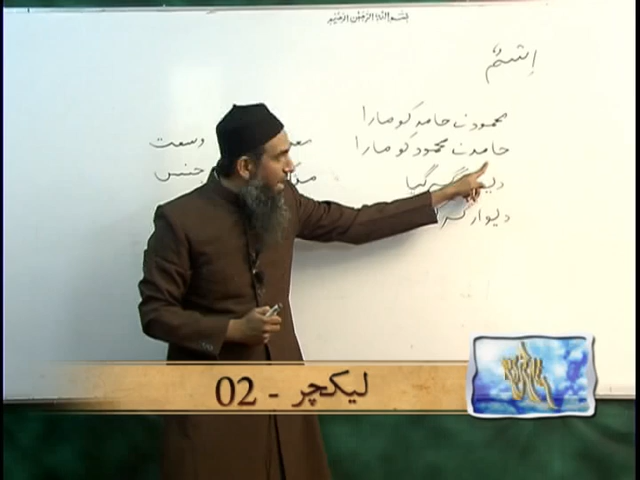 بسم اللہ الرحمٰن الرحیم
اِسْمٌ
محمود نے حامد کو مارا
حامد نے محمود کو مارا
وسعت
جنس
گیا
دیوار
لیکچر - 02